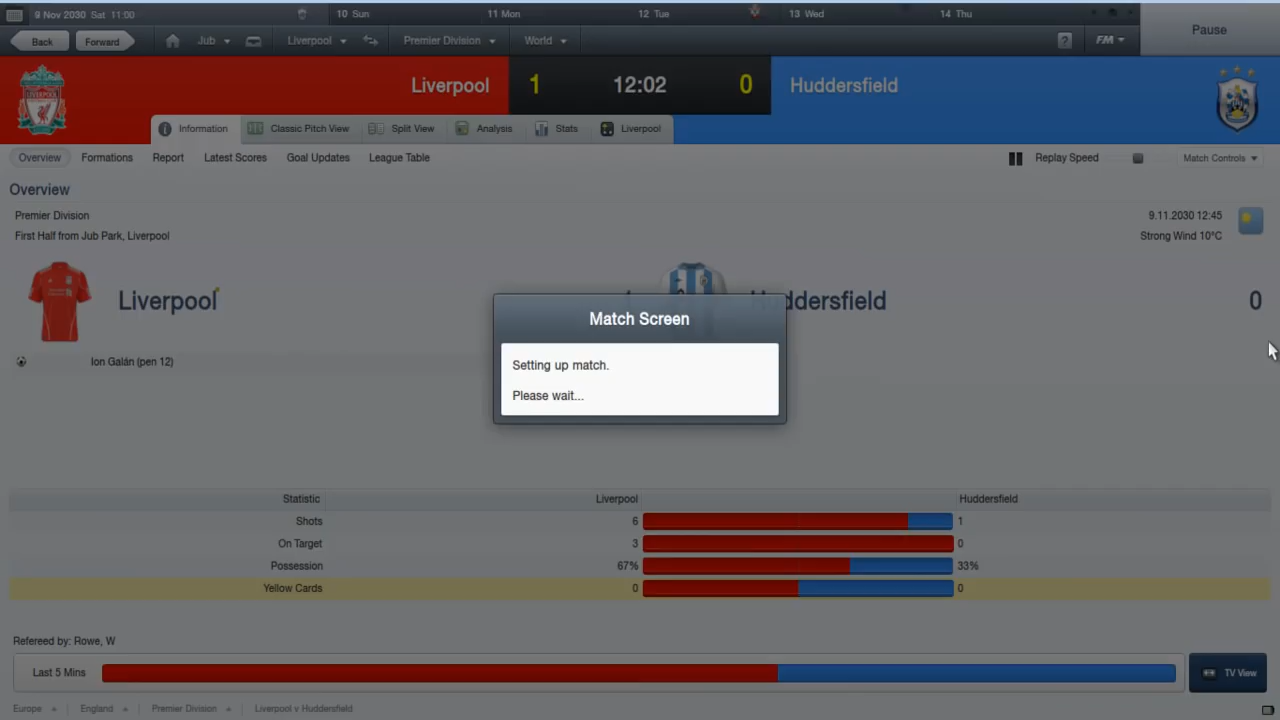 9 Nov 2030 Sat 11:00 10 Sun 11 Mon 12 Tue 13 Wed 14 Thu
Pause
Back Forward Jub Liverpool Premier Division World ? FM
Liverpool 1 12:02 0 Huddersfield
Information Classic Pitch View Split View Analysis Stats Liverpool
Overview Formations Report Latest Scores Goal Updates League Table Replay Speed Match Controls
Overview
Premier Division 9.11.2030 12:45
First Half from Jub Park, Liverpool Strong Wind 10°C
Liverpool Huddersfield 0
Match Screen
Setting up match.
Please wait...
Ion Galán (pen 12)
Statistic Liverpool Huddersfield
Shots 6 1
On Target 3 0
Possession 67% 33%
Yellow Cards 0 0
Refereed by: Rowe, W
Last 5 Mins TV View
Europe England Premier Division Liverpool v Huddersfield